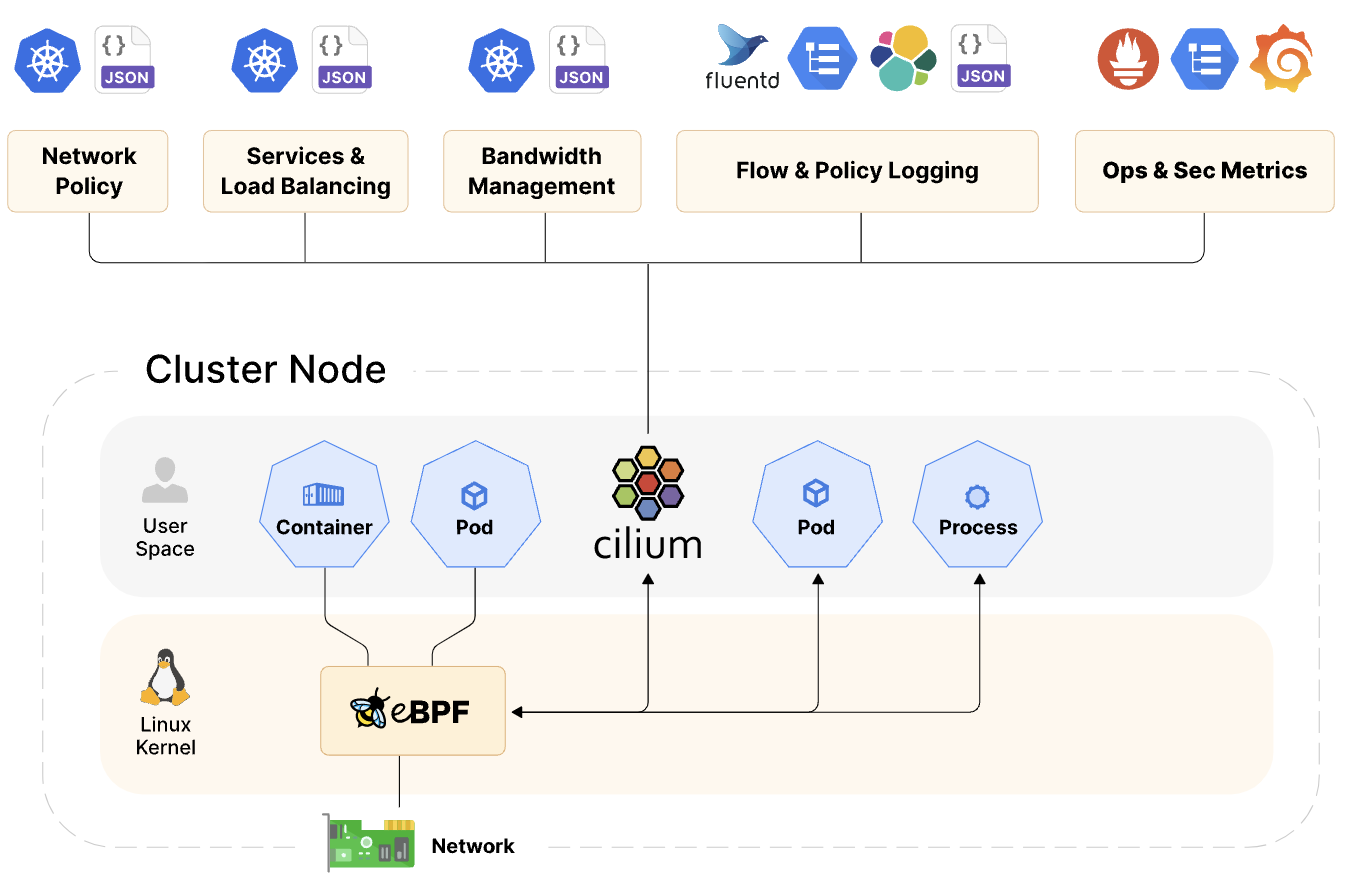 {} JSON
{} JSON
{} JSON
fluentd
{} JSON
Network
Policy
Services &
Load Balancing
Bandwidth
Management
Flow & Policy Logging
Ops & Sec Metrics
Cluster Node
User
Space
Container
Pod
cilium
Pod
Process
Linux
Kernel
eBPF
Network